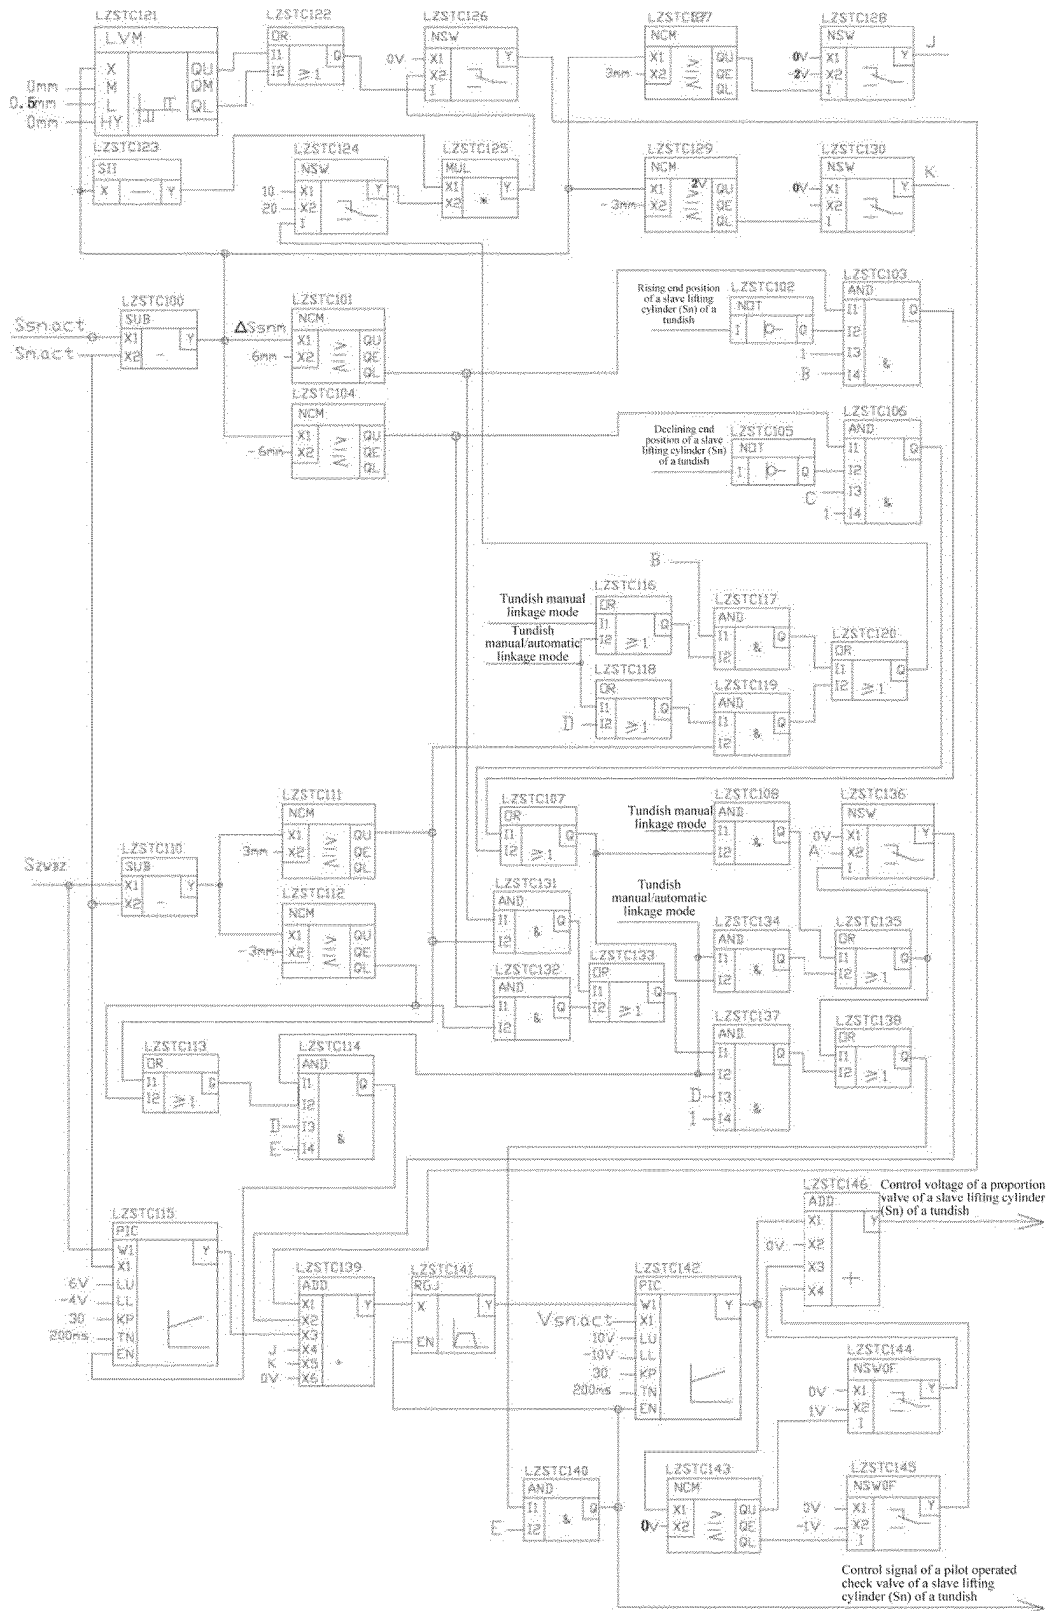 LZSTC121
LVM
X
M
L
HY
QU
QM
QL
0mm
0.5mm
0mm
LZSTC122
OR
I1
I2
Q
≥1
LZSTC126
NSW
0V
X1
X2
I
Y
LZSTC127
NCM
X1
3mm
X2
QU
QE
QL
LZSTC128
NSW
0V
X1
-2V
X2
I
Y
J
LZSTC123
SII
X
Y
LZSTC124
NSW
10
X1
20
X2
I
Y
LZSTC125
MUL
X1
X2
Y
*
LZSTC129
NCM
X1
2V
-3mm
X2
QU
QE
QL
LZSTC130
NSW
0V
X1
X2
I
Y
K
LZSTC100
SUB
Ssn.act
X1
Sm.act
X2
Y
-
LZSTC101
NCM
ΔSsnm
X1
6mm
X2
QU
QE
QL
Rising end position
of a slave lifting
cylinder (Sn) of a
tundish
LZSTC102
NOT
I
Q
LZSTC103
AND
I1
I2
1
I3
B
I4
Q
&
LZSTC104
NCM
X1
-6mm
X2
QU
QE
QL
Declining end
position of a slave
lifting cylinder (Sn)
of a tundish
LZSTC105
NOT
I
Q
LZSTC106
AND
I1
I2
C
I3
1
I4
Q
&
B
Tundish manual
linkage mode
Tundish
manual/automatic
linkage mode
LZSTC116
OR
I1
I2
Q
≥1
LZSTC117
AND
I1
I2
Q
&
LZSTC118
OR
I1
D
I2
Q
≥1
LZSTC119
AND
I1
I2
Q
&
LZSTC120
OR
I1
I2
Q
≥1
LZSTC111
NCM
X1
3mm
X2
QU
QE
QL
LZSTC107
OR
I1
I2
Q
≥1
Tundish manual
linkage mode
LZSTC108
AND
I1
I2
Q
&
LZSTC136
NSW
0V
X1
A
X2
I
Y
LZSTC110
SUB
X1
X2
Y
-
LZSTC112
NCM
X1
-3mm
X2
QU
QE
QL
LZSTC131
AND
I1
I2
Q
&
Tundish
manual/automatic
linkage mode
LZSTC134
AND
I1
I2
Q
&
LZSTC135
OR
I1
I2
Q
≥1
LZSTC132
AND
I1
I2
Q
&
LZSTC133
OR
I1
I2
Q
≥1
LZSTC137
AND
I1
I2
D
I3
1
I4
Q
&
LZSTC138
OR
I1
I2
Q
≥1
LZSTC113
OR
I1
I2
Q
≥1
LZSTC114
AND
I1
I2
D
I3
E
I4
Q
&
LZSTC115
PIC
W1
X1
6V
LU
-4V
LL
30
KP
200ms
TN
EN
Y
LZSTC139
ADD
X1
X2
X3
J
X4
K
X5
0V
X6
Y
+
LZSTC141
RGJ
X
EN
Y
LZSTC142
PIC
W1
Vsnact
X1
10V
LU
-10V
LL
30
KP
200ms
TN
EN
Y
LZSTC146
ADD
X1
0V
X2
X3
X4
Y
+
Control voltage of a proportion
valve of a slave lifting cylinder
(Sn) of a tundish
LZSTC144
NSWOF
0V
X1
1V
X2
I
Y
LZSTC140
AND
I1
E
I2
Q
&
LZSTC143
NCM
X1
0V
X2
QU
QE
QL
LZSTC145
NSWOF
0V
X1
-1V
X2
I
Y
Control signal of a pilot operated
check valve of a slave lifting
cylinder (Sn) of a tundish